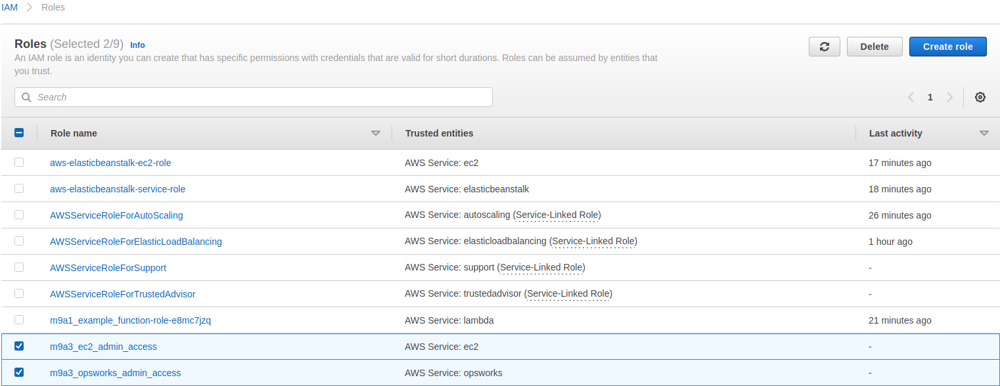 IAM Roles
Roles (Selected 2/9) Info
An IAM role is an identity you can create that has specific permissions with credentials that are valid for short durations. Roles can be assumed by entities that
you trust.
Delete Create role
Search
1
Role name Trusted entities Last activity
aws-elasticbeanstalk-ec2-role AWS Service: ec2 17 minutes ago
aws-elasticbeanstalk-service-role AWS Service: elasticbeanstalk 18 minutes ago
AWSServiceRoleForAutoScaling AWS Service: autoscaling (Service-Linked Role) 26 minutes ago
AWSServiceRoleForElasticLoadBalancing AWS Service: elasticloadbalancing (Service-Linked Role) 1 hour ago
AWSServiceRoleForSupport AWS Service: support (Service-Linked Role) -
AWSServiceRoleForTrustedAdvisor AWS Service: trustedadvisor (Service-Linked Role) -
m9a1_example_function-role-e8mc7jzq AWS Service: lambda 21 minutes ago
m9a3_ec2_admin_access AWS Service: ec2 -
m9a3_opsworks_admin_access AWS Service: opsworks -